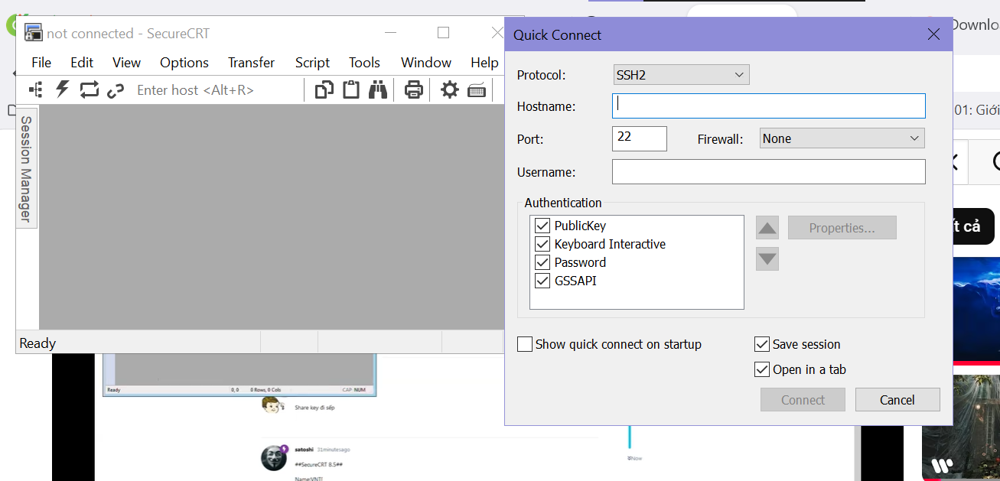 not connected - SecureCRT
File Edit View Options Transfer Script Tools Window Help
Enter host <Alt+R>
Session Manager
Ready
Quick Connect
Protocol: SSH2
Hostname:
Port: 22 Firewall: None
Username:
Authentication
PublicKey
Keyboard Interactive Properties...
Password
GSSAPI
Show quick connect on startup Save session
Open in a tab
Connect Cancel
Downlo
01: Giới
t cả
Ready 0, 0 0 Rows, 0 Cols CAP NUM
Share key đi sếp
satoshi 31minutesago
##SecureCRT 8.5##
Name:VNTI
Now